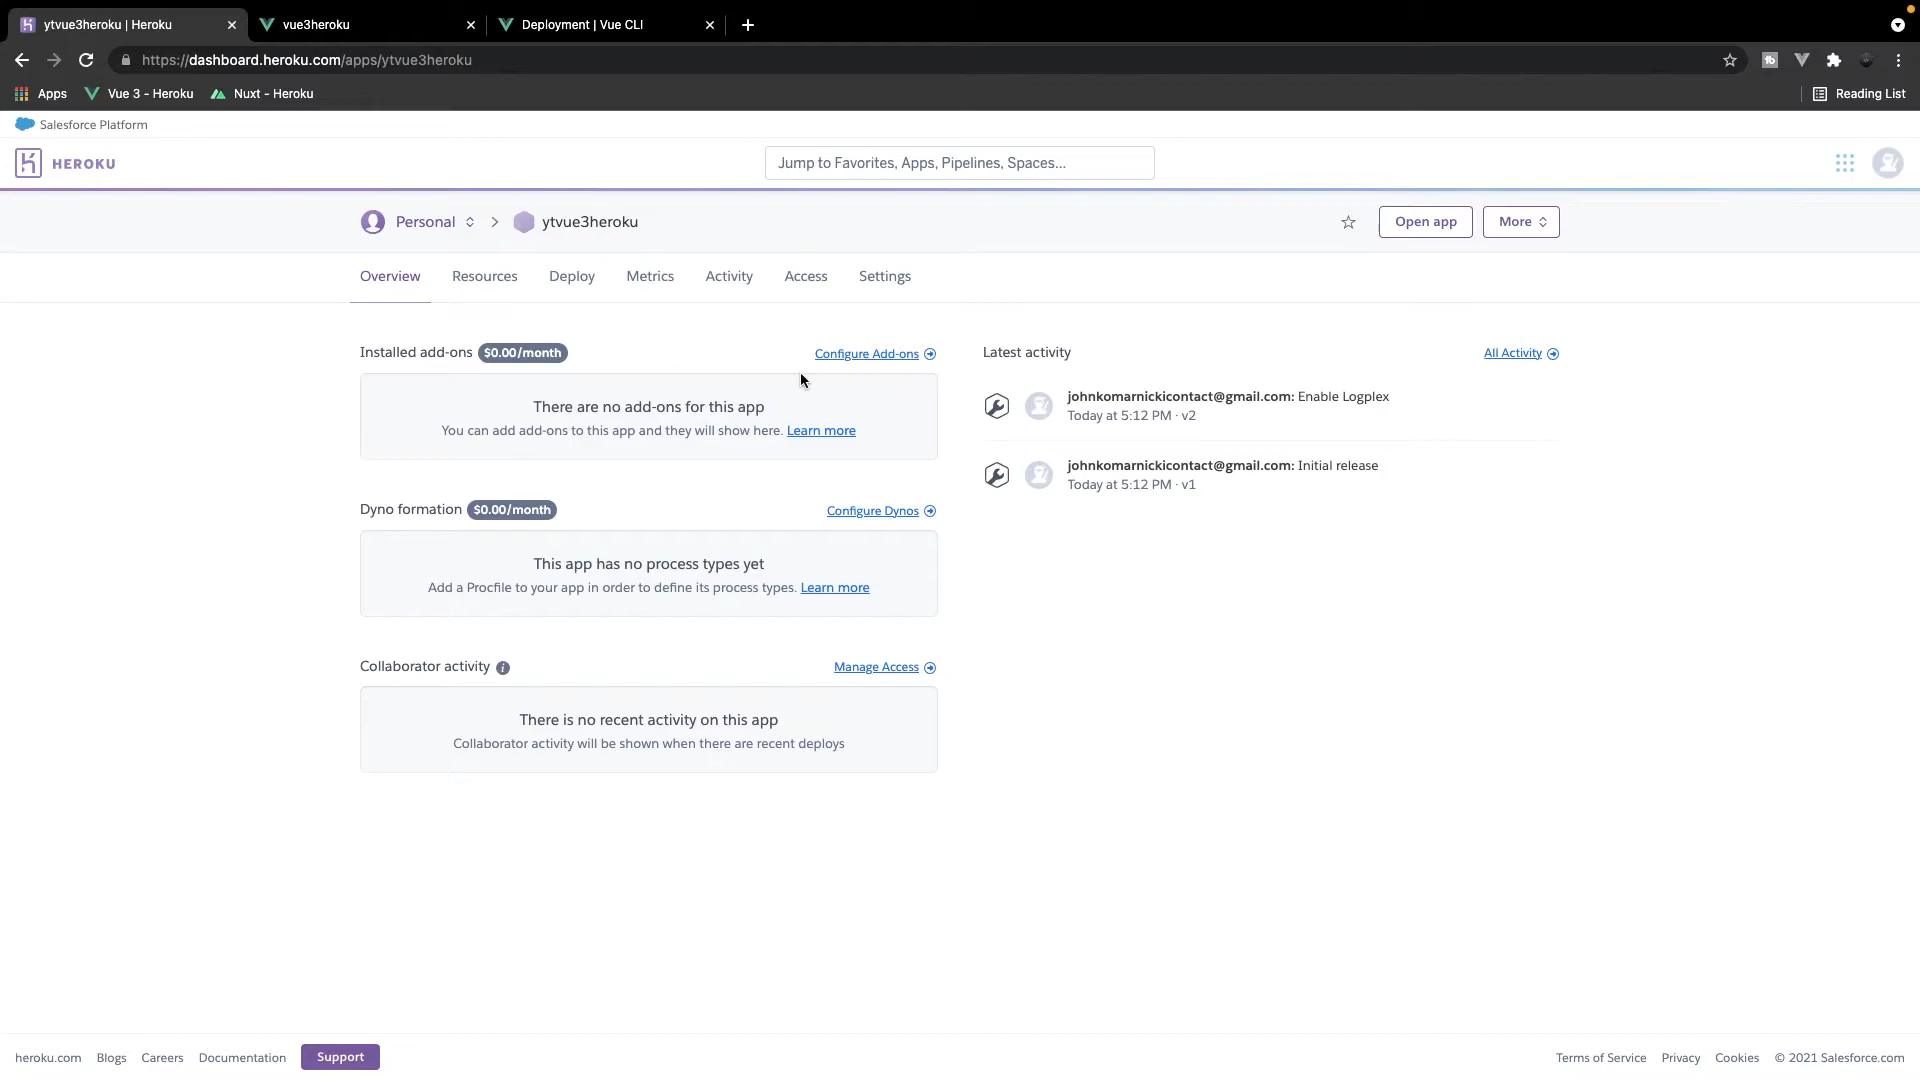 ytvue3heroku | Heroku
vue3heroku
Deployment | Vue CLI
https://dashboard.heroku.com/apps/ytvue3heroku
Apps
Vue 3 - Heroku
Nuxt - Heroku
Reading List
Salesforce Platform
HEROKU
Jump to Favorites, Apps, Pipelines, Spaces...
Personal
ytvue3heroku
Open app
More
Overview
Resources
Deploy
Metrics
Activity
Access
Settings
Installed add-ons $0.00/month
Configure Add-ons
There are no add-ons for this app
You can add add-ons to this app and they will show here. Learn more
Dyno formation $0.00/month
Configure Dynos
This app has no process types yet
Add a Procfile to your app in order to define its process types. Learn more
Collaborator activity
Manage Access
There is no recent activity on this app
Collaborator activity will be shown when there are recent deploys
Latest activity
All Activity
johnkomarnickicontact@gmail.com: Enable Logplex
Today at 5:12 PM · v2
johnkomarnickicontact@gmail.com: Initial release
Today at 5:12 PM · v1
heroku.com
Blogs
Careers
Documentation
Support
Terms of Service
Privacy
Cookies
© 2021 Salesforce.com